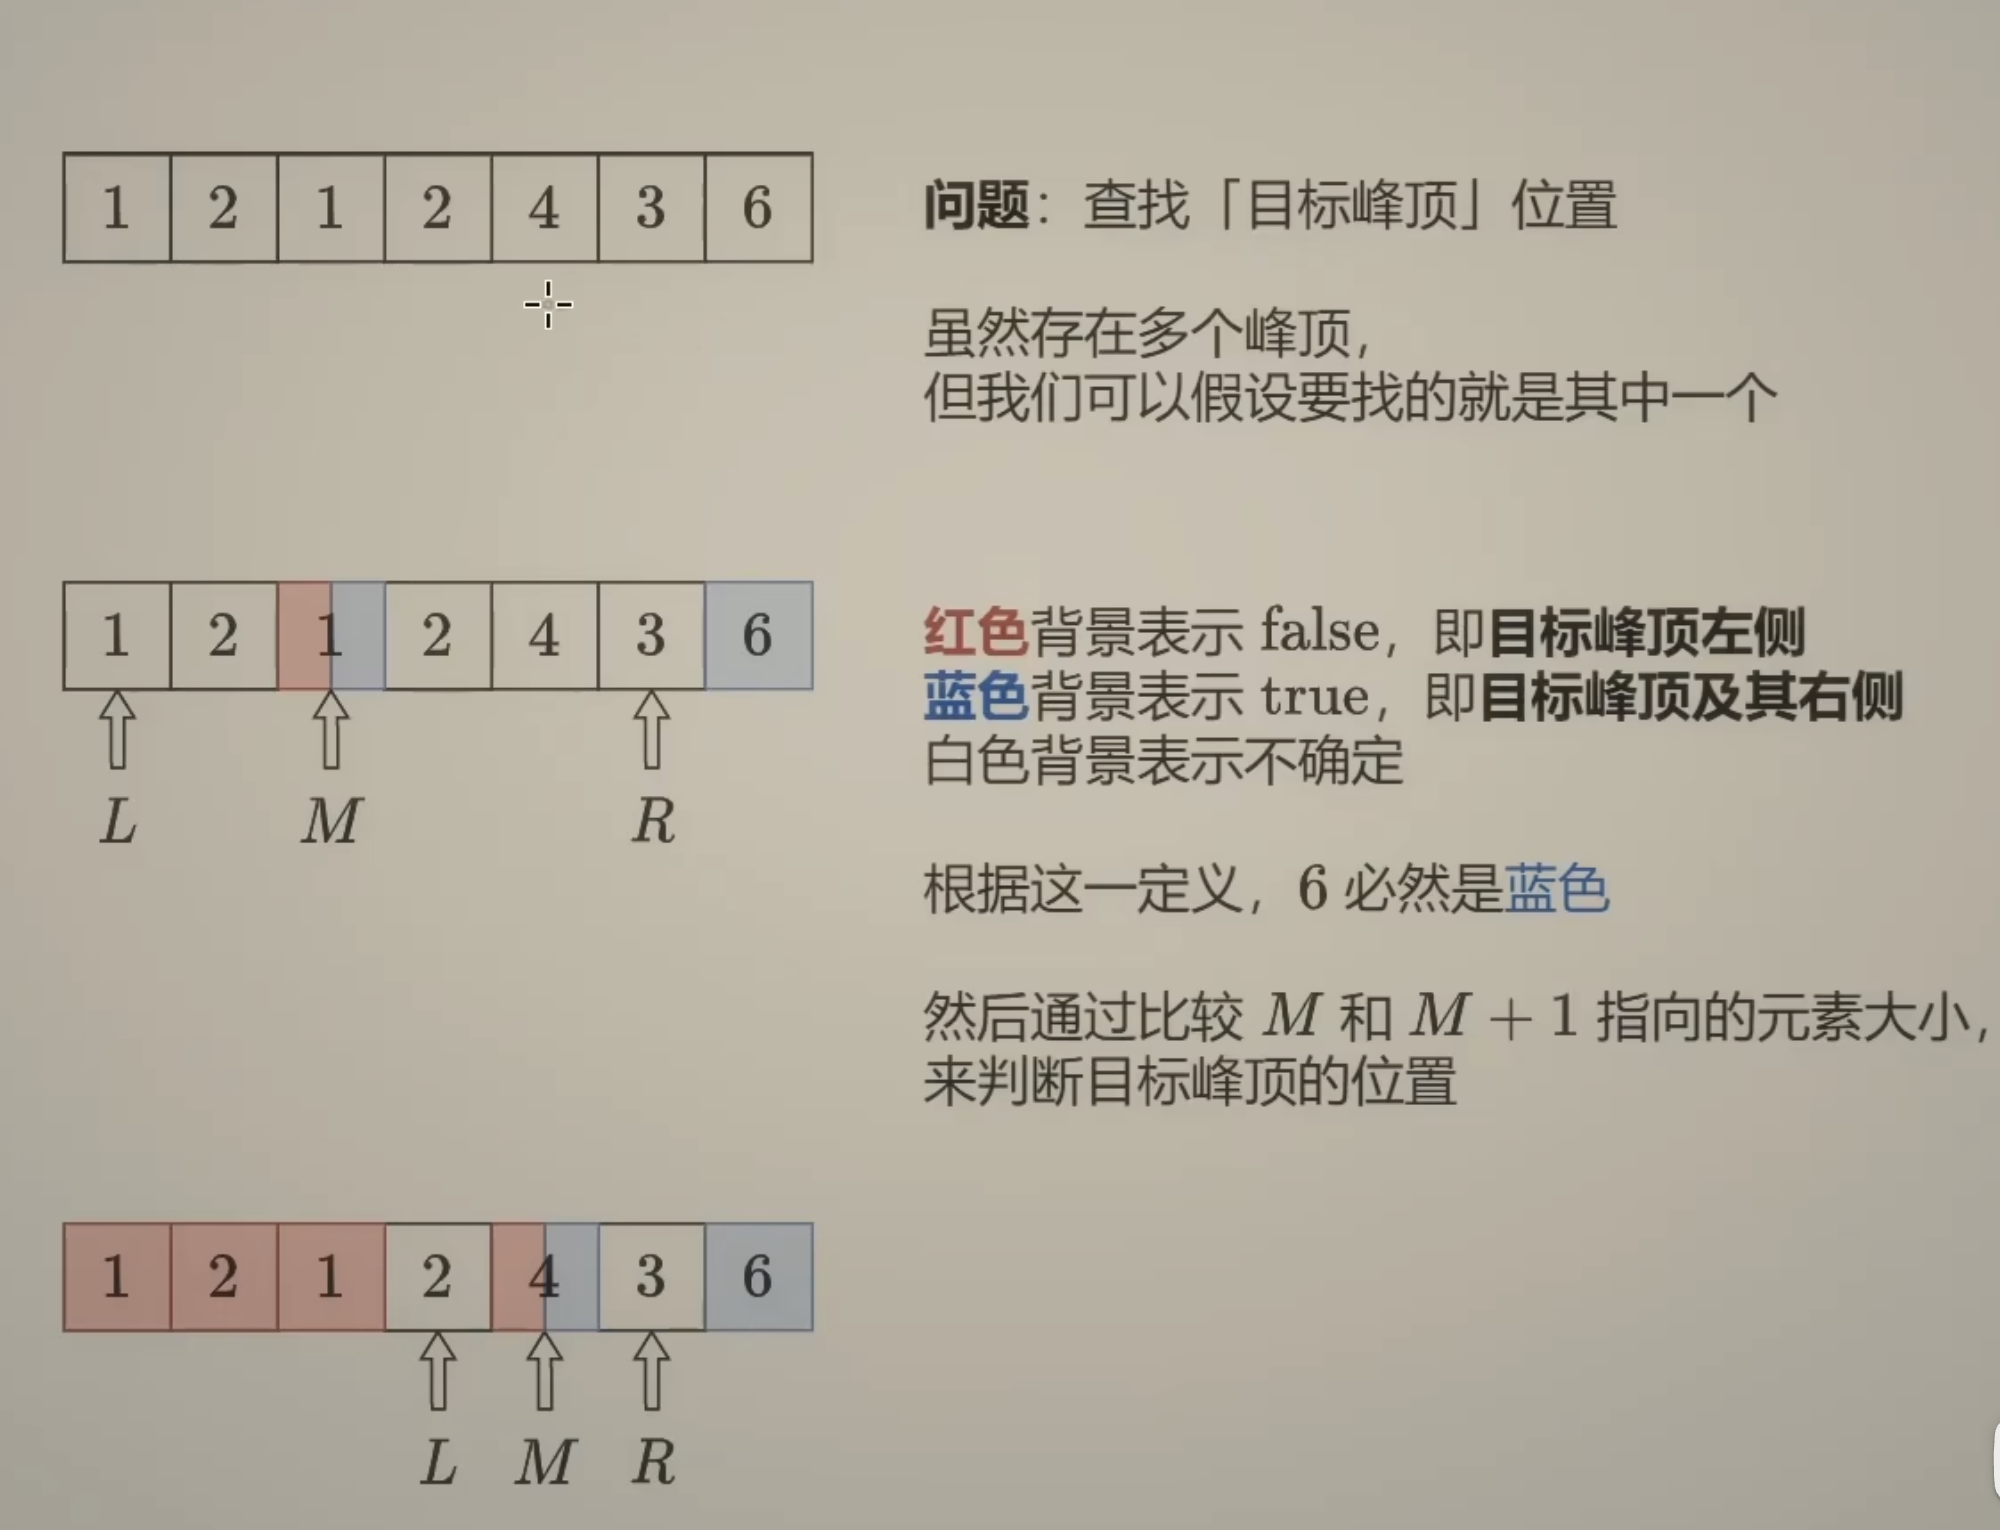 1 2 1 2 4 3 6
问题：查找「目标峰顶」位置
虽然存在多个峰顶，
但我们可以假设要找的就是其中一个
1 2 1 2 4 3 6
L M R
红色背景表示 false，即目标峰顶左侧
蓝色背景表示 true，即目标峰顶及其右侧
白色背景表示不确定
根据这一定义，6 必然是蓝色
然后通过比较 M 和 M + 1 指向的元素大小，
来判断目标峰顶的位置
1 2 1 2 4 3 6
L M R